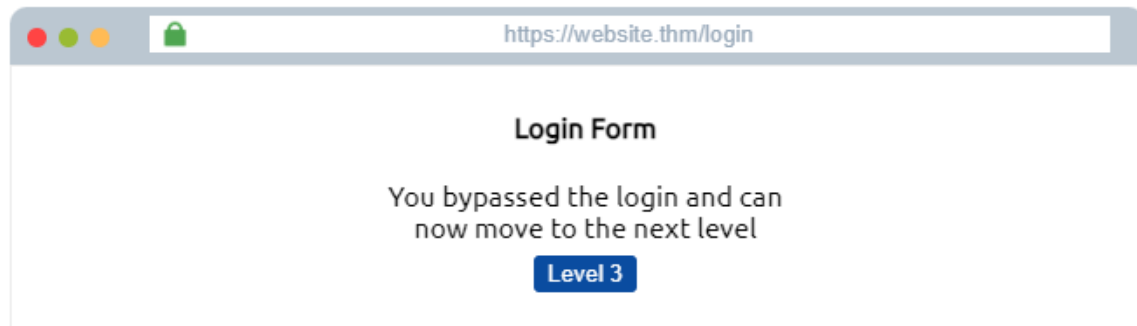 https://website.thm/login
Login Form
You bypassed the login and can
now move to the next level
Level 3